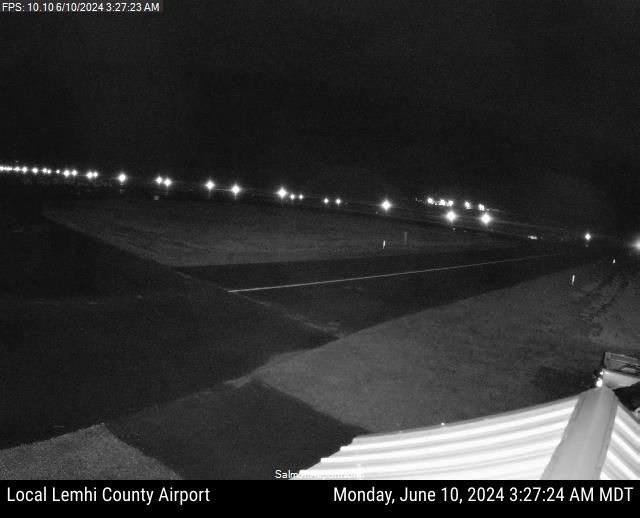 FPS: 10.10 6/10/2024 3:27:23 AM
Local Lemhi County Airport
Monday, June 10, 2024 3:27:24 AM MDT